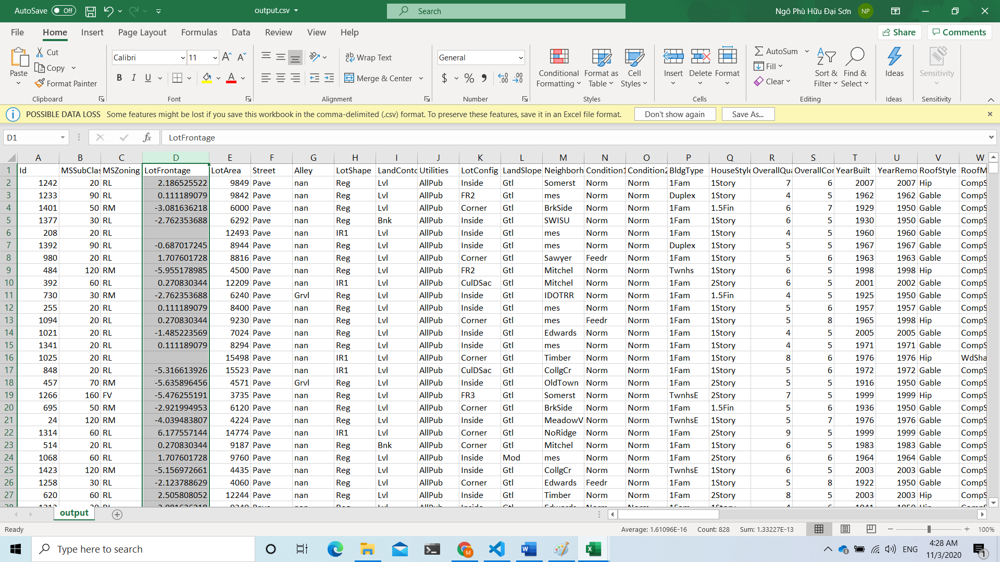 AutoSave Off output.csv Search Ngô Phù Hữu Đại Sơn NP
File Home Insert Page Layout Formulas Data Review View Help Share Comments
Paste Cut Copy Format Painter Clipboard
Calibri 11 B I U A Font
Wrap Text Merge & Center Alignment
General $ % Number
Conditional Formatting Format as Table Cell Styles Styles
Insert Delete Format Cells
AutoSum Fill Clear Sort & Filter Find & Select Editing
Ideas Ideas
Sensitivity Sensitivity
POSSIBLE DATA LOSS Some features might be lost if you save this workbook in the comma-delimited (.csv) format. To preserve these features, save it in an Excel file format. Don't show again Save As...
D1 fx LotFrontage
A B C D E F G H I J K L M N O P Q R S T U V W
1 Id MSSubClas MSZoning LotFrontage LotArea Street Alley LotShape LandConto Utilities LotConfig LandSlope Neighborh Condition1 Condition2 BldgType HouseStyle OverallQua OverallCon YearBuilt YearRemo RoofStyle RoofM
2 1242 20 RL 2.186525522 9849 Pave nan Reg Lvl AllPub Inside Gtl Somerst Norm Norm 1Fam 1Story 7 6 2007 2007 Hip CompS
3 1233 90 RL 0.111189079 9842 Pave nan Reg Lvl AllPub FR2 Gtl mes Norm Norm Duplex 1Story 4 5 1962 1962 Gable CompS
4 1401 50 RM -3.081636218 6000 Pave nan Reg Lvl AllPub Corner Gtl BrkSide Norm Norm 1Fam 1.5Fin 6 7 1929 1950 Gable CompS
5 1377 30 RL -2.762353688 6292 Pave nan Reg Bnk AllPub Inside Gtl SWISU Norm Norm 1Fam 1Story 6 5 1930 1950 Gable CompS
6 208 20 RL 12493 Pave nan IR1 Lvl AllPub Inside Gtl mes Norm Norm 1Fam 1Story 4 5 1960 1960 Gable CompS
7 1392 90 RL -0.687017245 8944 Pave nan Reg Lvl AllPub Inside Gtl mes Norm Norm Duplex 1Story 5 5 1967 1967 Gable CompS
8 980 20 RL 1.707601728 8816 Pave nan Reg Lvl AllPub Corner Gtl Sawyer Feedr Norm 1Fam 1Story 5 6 1963 1963 Gable CompS
9 484 120 RM -5.955178985 4500 Pave nan Reg Lvl AllPub FR2 Gtl Mitchel Norm Norm Twnhs 1Story 6 5 1998 1998 Hip CompS
10 392 60 RL 0.270830344 12209 Pave nan IR1 Lvl AllPub CulDSac Gtl Mitchel Norm Norm 1Fam 2Story 6 5 2001 2002 Gable CompS
11 730 30 RM -2.762353688 6240 Pave Grvl Reg Lvl AllPub Inside Gtl IDOTRR Norm Norm 1Fam 1.5Fin 4 5 1925 1950 Gable CompS
12 255 20 RL 0.111189079 8400 Pave nan Reg Lvl AllPub Inside Gtl mes Norm Norm 1Fam 1Story 5 6 1957 1957 Gable CompS
13 1094 20 RL 0.270830344 9230 Pave nan Reg Lvl AllPub Corner Gtl mes Feedr Norm 1Fam 1Story 5 8 1965 1998 Hip CompS
14 1021 20 RL -1.485223569 7024 Pave nan Reg Lvl AllPub Inside Gtl Edwards Norm Norm 1Fam 1Story 4 5 2005 2005 Gable CompS
15 1341 20 RL 0.111189079 8294 Pave nan Reg Lvl AllPub Inside Gtl mes Norm Norm 1Fam 1Story 4 5 1971 1971 Gable CompS
16 1025 20 RL 15498 Pave nan IR1 Lvl AllPub Corner Gtl Timber Norm Norm 1Fam 1Story 8 6 1976 1976 Hip WdSha
17 848 20 RL -5.316613926 15523 Pave nan IR1 Lvl AllPub CulDSac Gtl CollgCr Norm Norm 1Fam 1Story 5 6 1972 1972 Gable CompS
18 457 70 RM -5.635896456 4571 Pave Grvl Reg Lvl AllPub Inside Gtl OldTown Norm Norm 1Fam 2Story 5 5 1916 1950 Gable CompS
19 1266 160 FV -5.476255191 3735 Pave nan Reg Lvl AllPub FR3 Gtl Somerst Norm Norm TwnhsE 2Story 7 5 1999 1999 Hip CompS
20 695 50 RM -2.921994953 6120 Pave nan Reg Lvl AllPub Corner Gtl BrkSide Norm Norm 1Fam 1.5Fin 5 6 1936 1950 Gable CompS
21 24 120 RM -4.039483807 4224 Pave nan Reg Lvl AllPub Inside Gtl MeadowV Norm Norm TwnhsE 1Story 5 7 1976 1976 Gable CompS
22 1314 60 RL 6.177557144 14774 Pave nan IR1 Lvl AllPub Corner Gtl NoRidge Norm Norm 1Fam 2Story 9 5 1999 1999 Gable CompS
23 514 20 RL 0.270830344 9187 Pave nan Reg Bnk AllPub Corner Gtl Mitchel Norm Norm 1Fam 1Story 6 5 1983 1983 Gable CompS
24 1068 60 RL 1.707601728 9760 Pave nan Reg Lvl AllPub Inside Mod mes Norm Norm 1Fam 2Story 6 6 1964 1964 Gable CompS
25 1423 120 RM -5.156972661 4435 Pave nan Reg Lvl AllPub Inside Gtl CollgCr Norm Norm TwnhsE 1Story 6 5 2003 2003 Gable CompS
26 1258 30 RL -2.123788629 4060 Pave nan Reg Lvl AllPub Corner Gtl Edwards Feedr Norm 1Fam 1Story 5 8 1922 1950 Gable CompS
27 620 60 RL 2.505808052 12244 Pave nan Reg Lvl AllPub Inside Gtl Timber Norm Norm 1Fam 2Story 8 5 2003 2003 Hip CompS
output
Ready Average: 1.61096E-16 Count: 828 Sum: 1.33227E-13 100%
Type here to search ENG 4:28 AM
11/3/2020 1